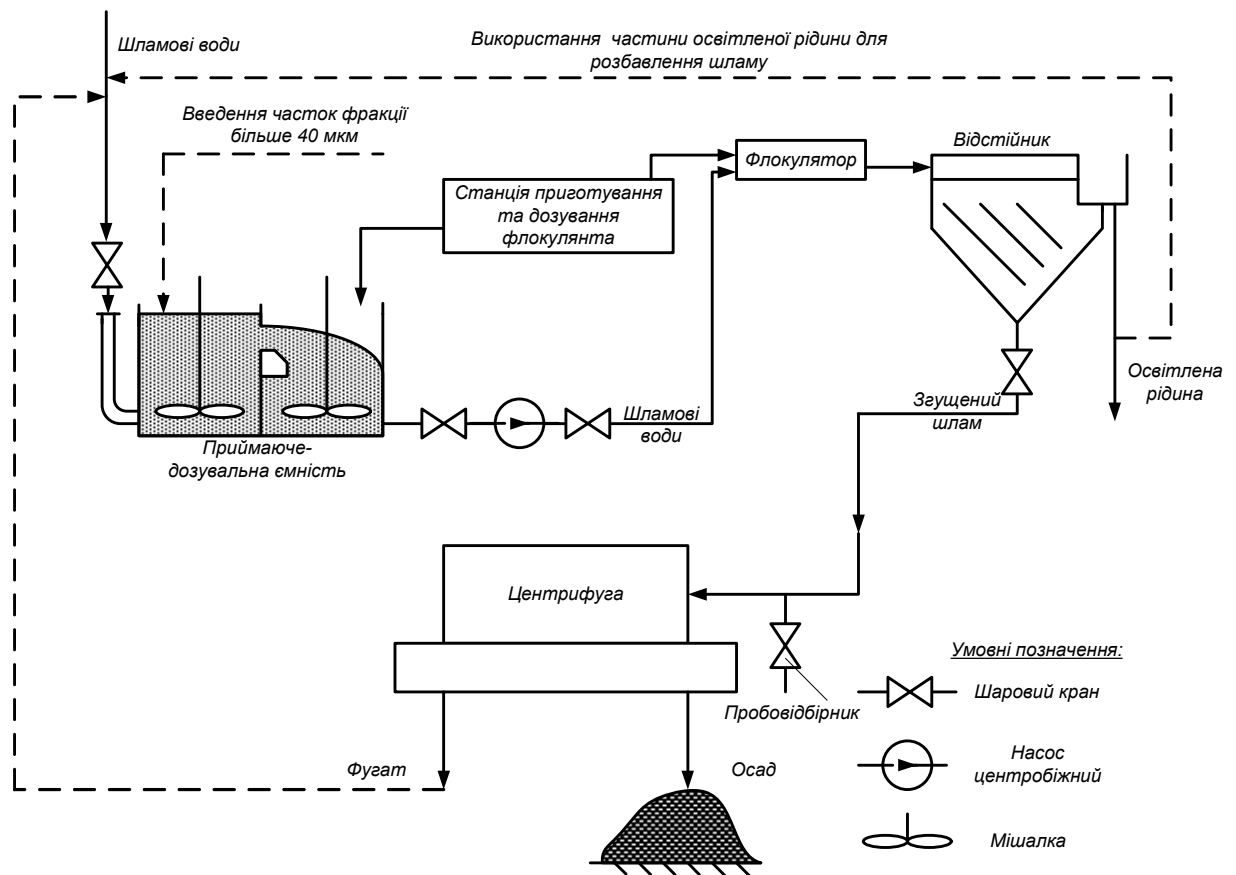 Шламові води
Використання частини освітленої рідини для
розбавлення шламу
Введення часток фракції
більше 40 мкм
Станція приготування
та дозування
флокулянта
Флокулятор
Відстійник
Освітлена
рідина
Згущений
шлам
Шламові
води
Приймаюче-
дозувальна ємність
Центрифуга
Пробовідбірник
Фугат
Осад
Умовні позначення:
Шаровий кран
Насос
центробіжний
Мішалка